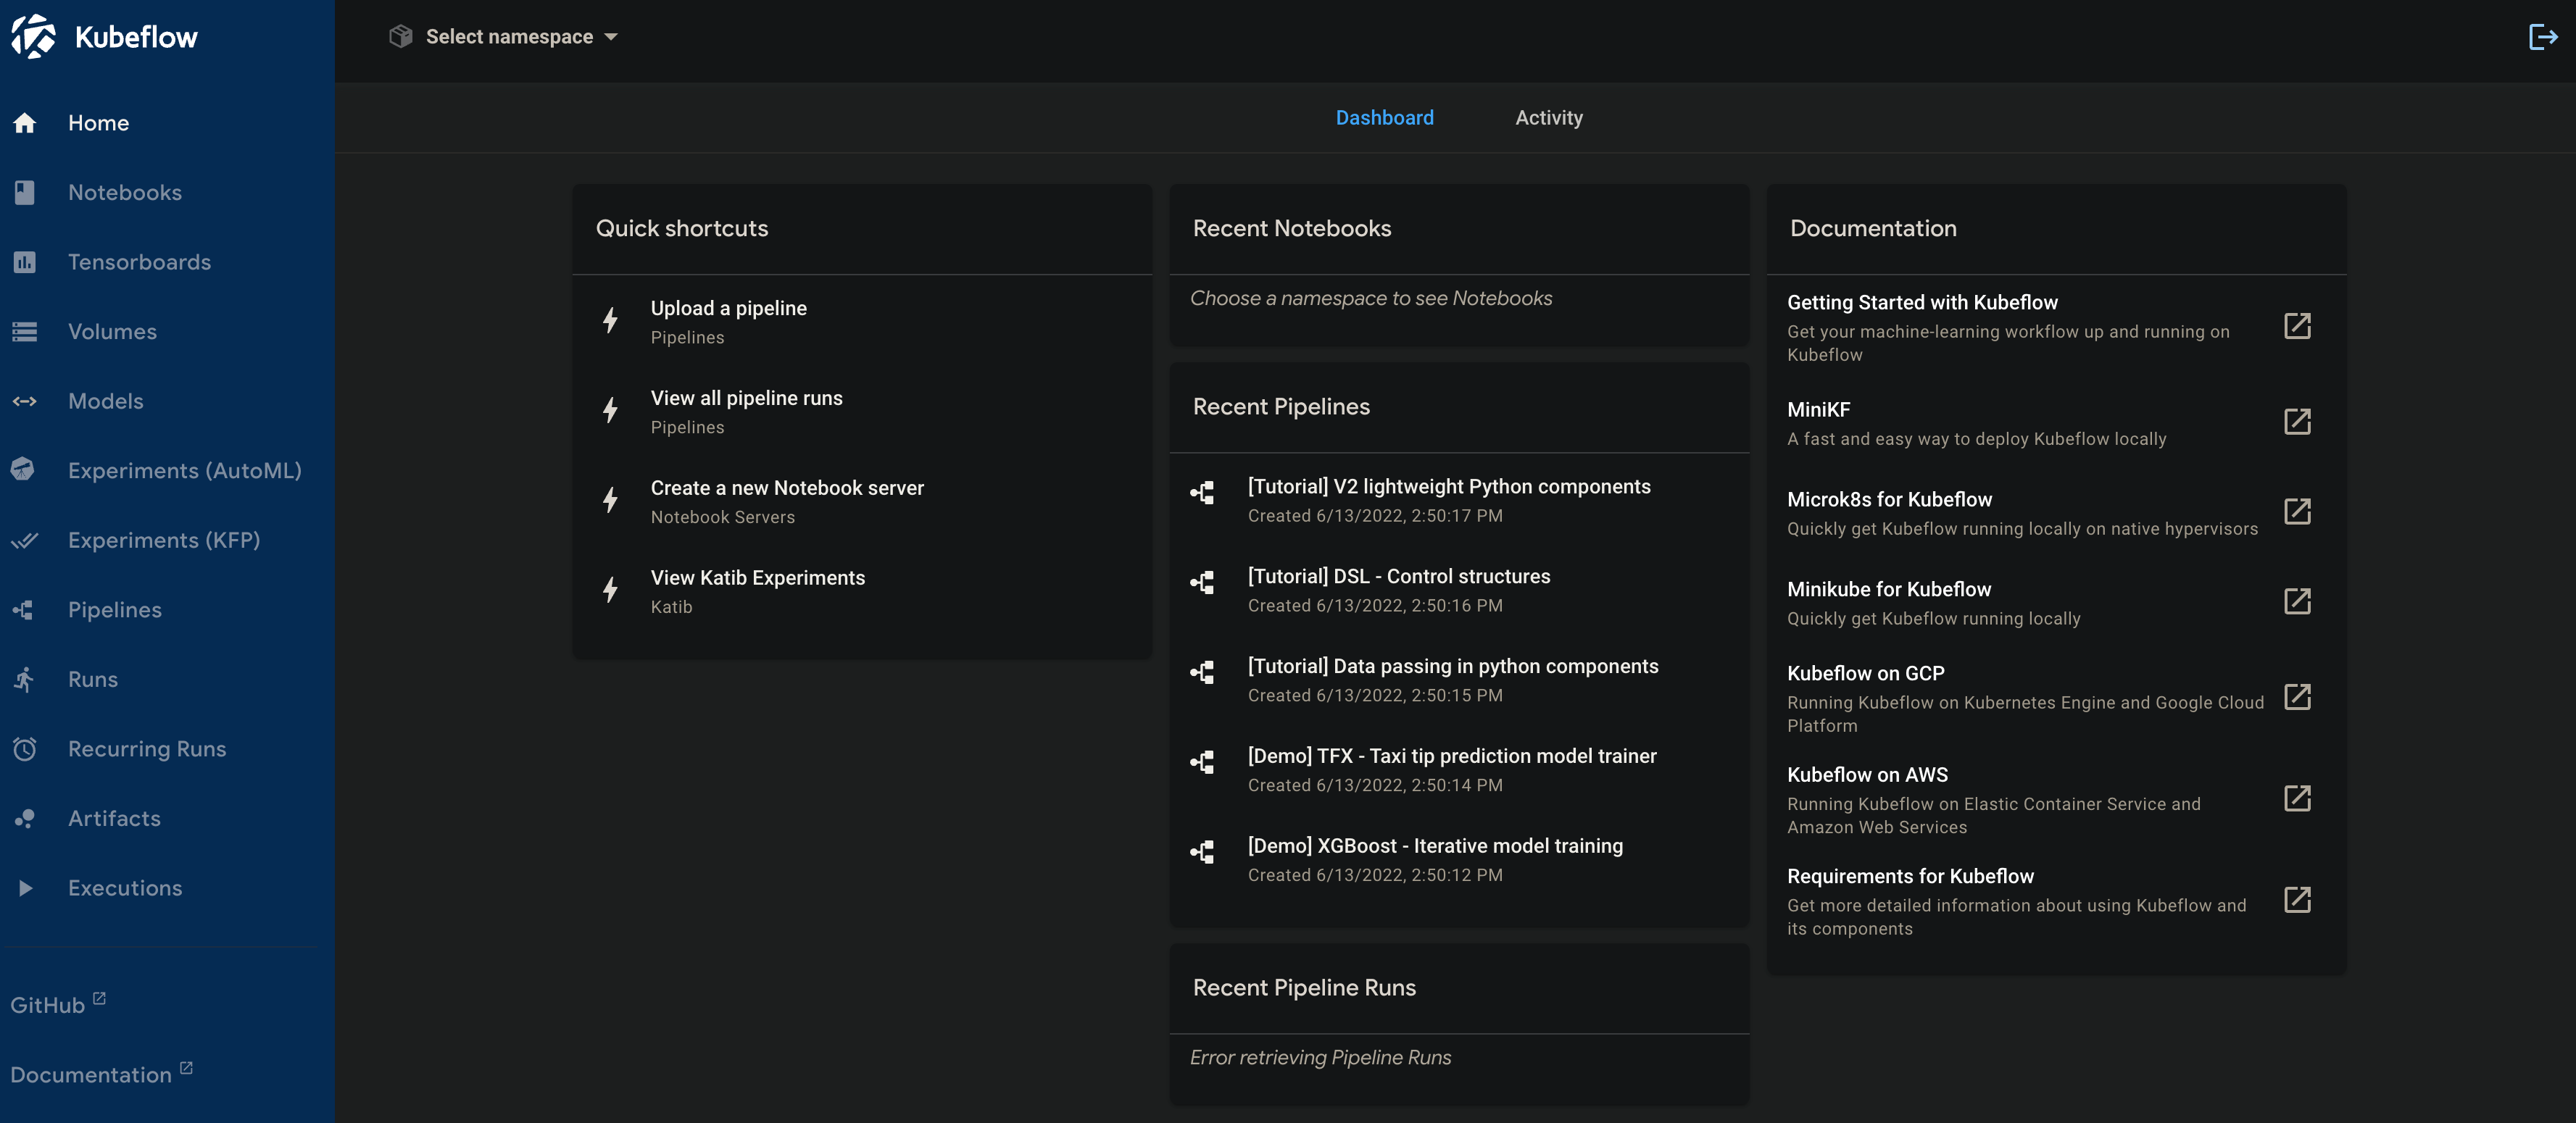 Kubeflow
Select namespace
Home
Notebooks
Tensorboards
Volumes
Models
Experiments (AutoML)
Experiments (KFP)
Pipelines
Runs
Recurring Runs
Artifacts
Executions
GitHub
Documentation
Dashboard
Activity
Quick shortcuts
Upload a pipeline
Pipelines
View all pipeline runs
Pipelines
Create a new Notebook server
Notebook Servers
View Katib Experiments
Katib
Recent Notebooks
Choose a namespace to see Notebooks
Recent Pipelines
[Tutorial] V2 lightweight Python components
Created 6/13/2022, 2:50:17 PM
[Tutorial] DSL - Control structures
Created 6/13/2022, 2:50:16 PM
[Tutorial] Data passing in python components
Created 6/13/2022, 2:50:15 PM
[Demo] TFX - Taxi tip prediction model trainer
Created 6/13/2022, 2:50:14 PM
[Demo] XGBoost - Iterative model training
Created 6/13/2022, 2:50:12 PM
Recent Pipeline Runs
Error retrieving Pipeline Runs
Documentation
Getting Started with Kubeflow
Get your machine-learning workflow up and running on
Kubeflow
MiniKF
A fast and easy way to deploy Kubeflow locally
Microk8s for Kubeflow
Quickly get Kubeflow running locally on native hypervisors
Minikube for Kubeflow
Quickly get Kubeflow running locally
Kubeflow on GCP
Running Kubeflow on Kubernetes Engine and Google Cloud
Platform
Kubeflow on AWS
Running Kubeflow on Elastic Container Service and
Amazon Web Services
Requirements for Kubeflow
Get more detailed information about using Kubeflow and
its components